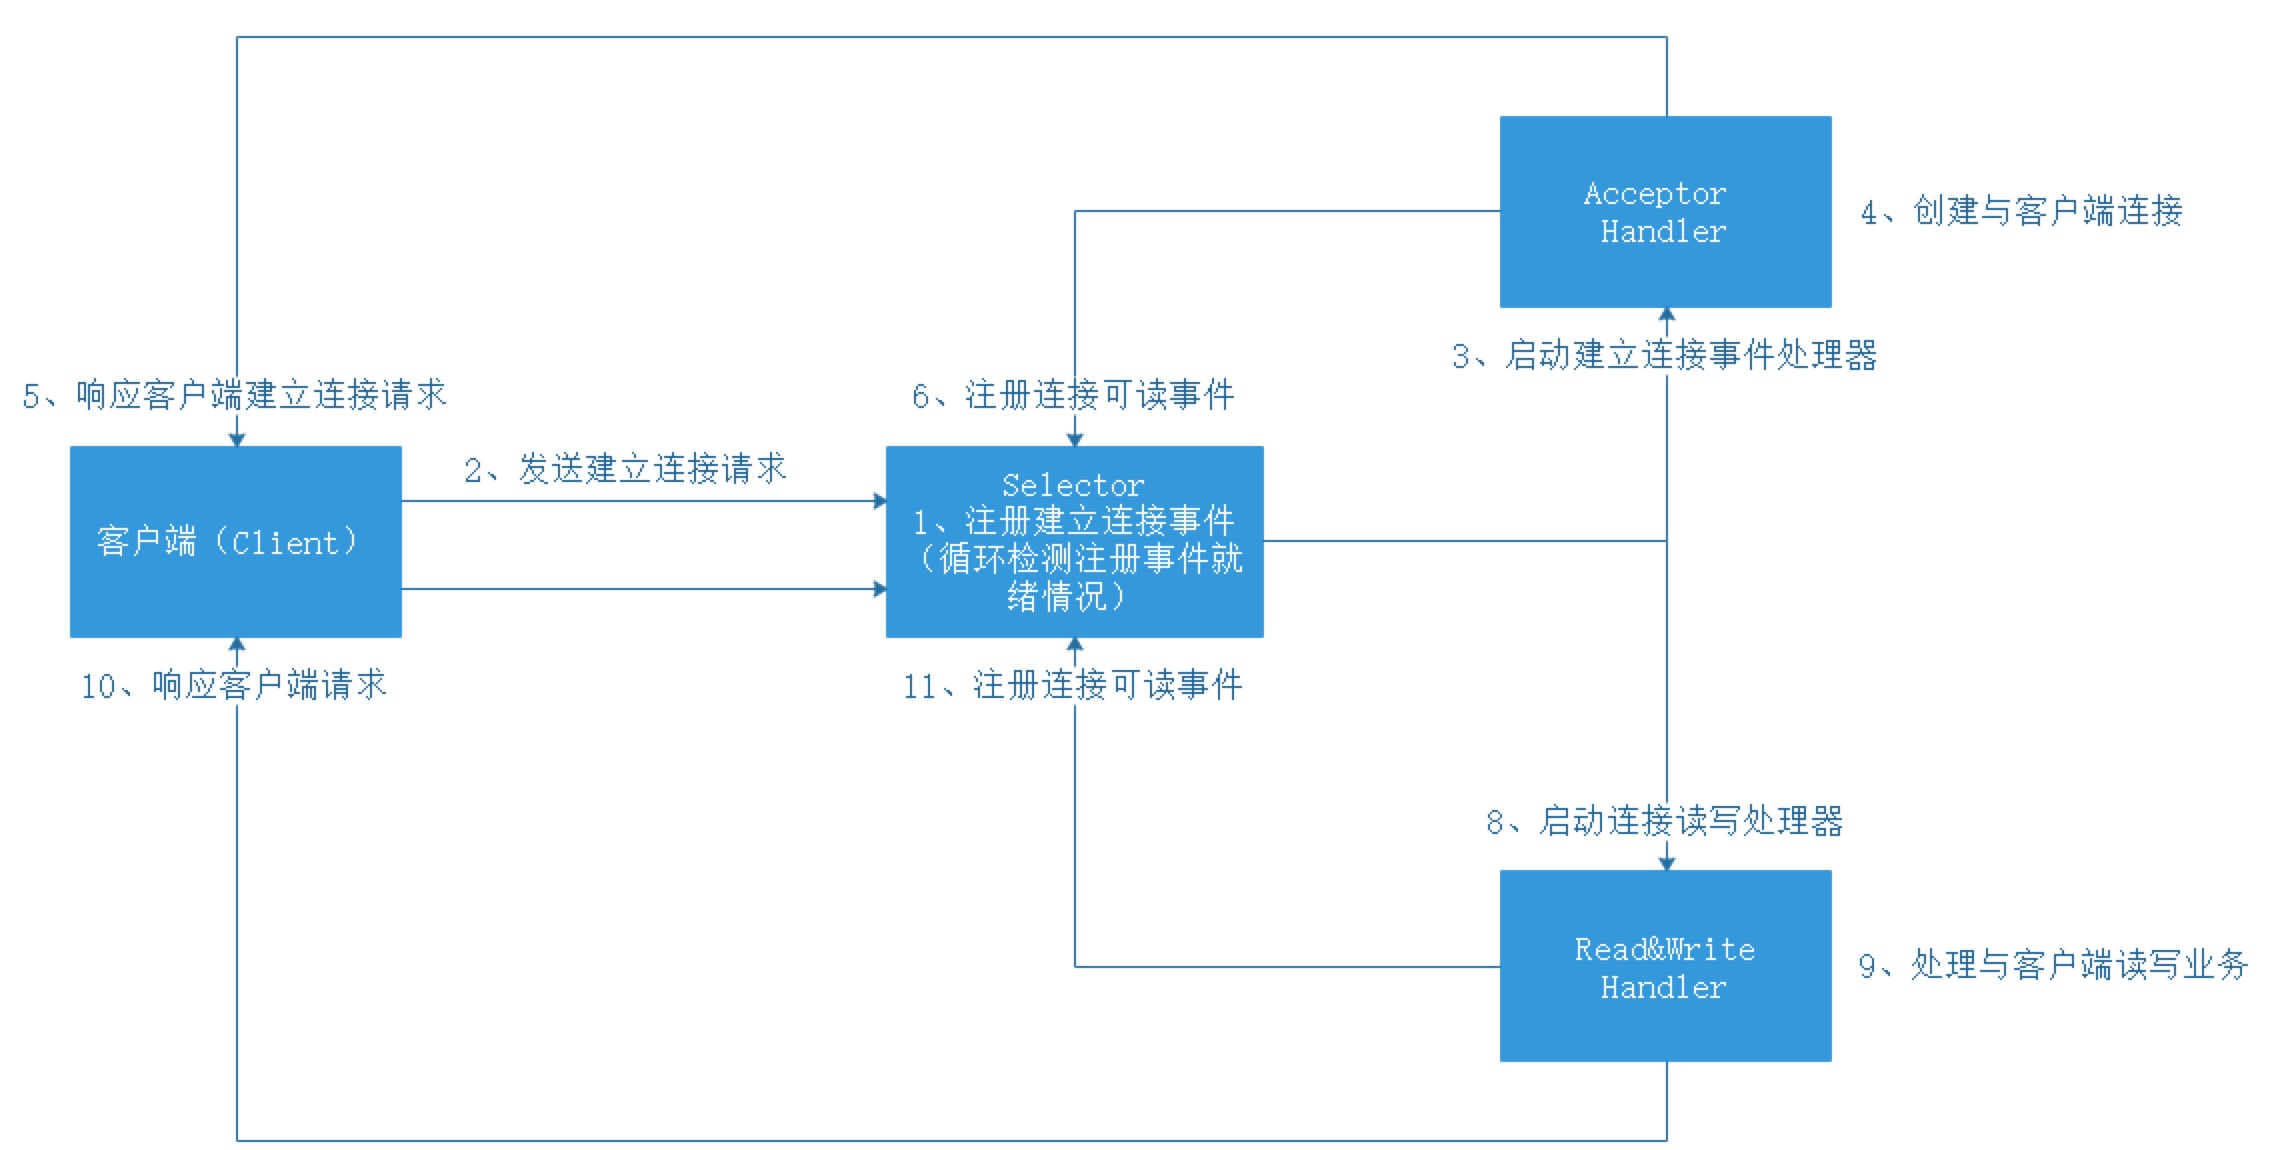 Acceptor
Handler
4、创建与客户端连接
3、启动建立连接事件处理器
5、响应客户端建立连接请求
6、注册连接可读事件
2、发送建立连接请求
客户端（Client）
Selector
1、注册建立连接事件
（循环检测注册事件就
绪情况）
10、响应客户端请求
11、注册连接可读事件
8、启动连接读写处理器
Read&Write
Handler
9、处理与客户端读写业务